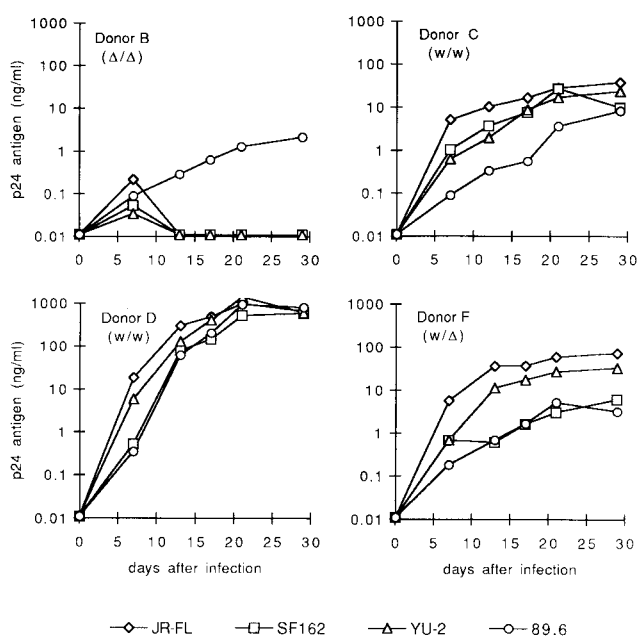 Donor B
(Δ/Δ)
p24 antigen (ng/ml)
1000
100
10
1
0.1
0.01
0 5 10 15 20 25 30
Donor C
(w/w)
1000
100
10
1
0.1
0.01
0 5 10 15 20 25 30
Donor D
(w/w)
p24 antigen (ng/ml)
1000
100
10
1
0.1
0.01
0 5 10 15 20 25 30
days after infection
Donor F
(w/Δ)
1000
100
10
1
0.1
0.01
0 5 10 15 20 25 30
days after infection
JR-FL SF162 YU-2 89.6